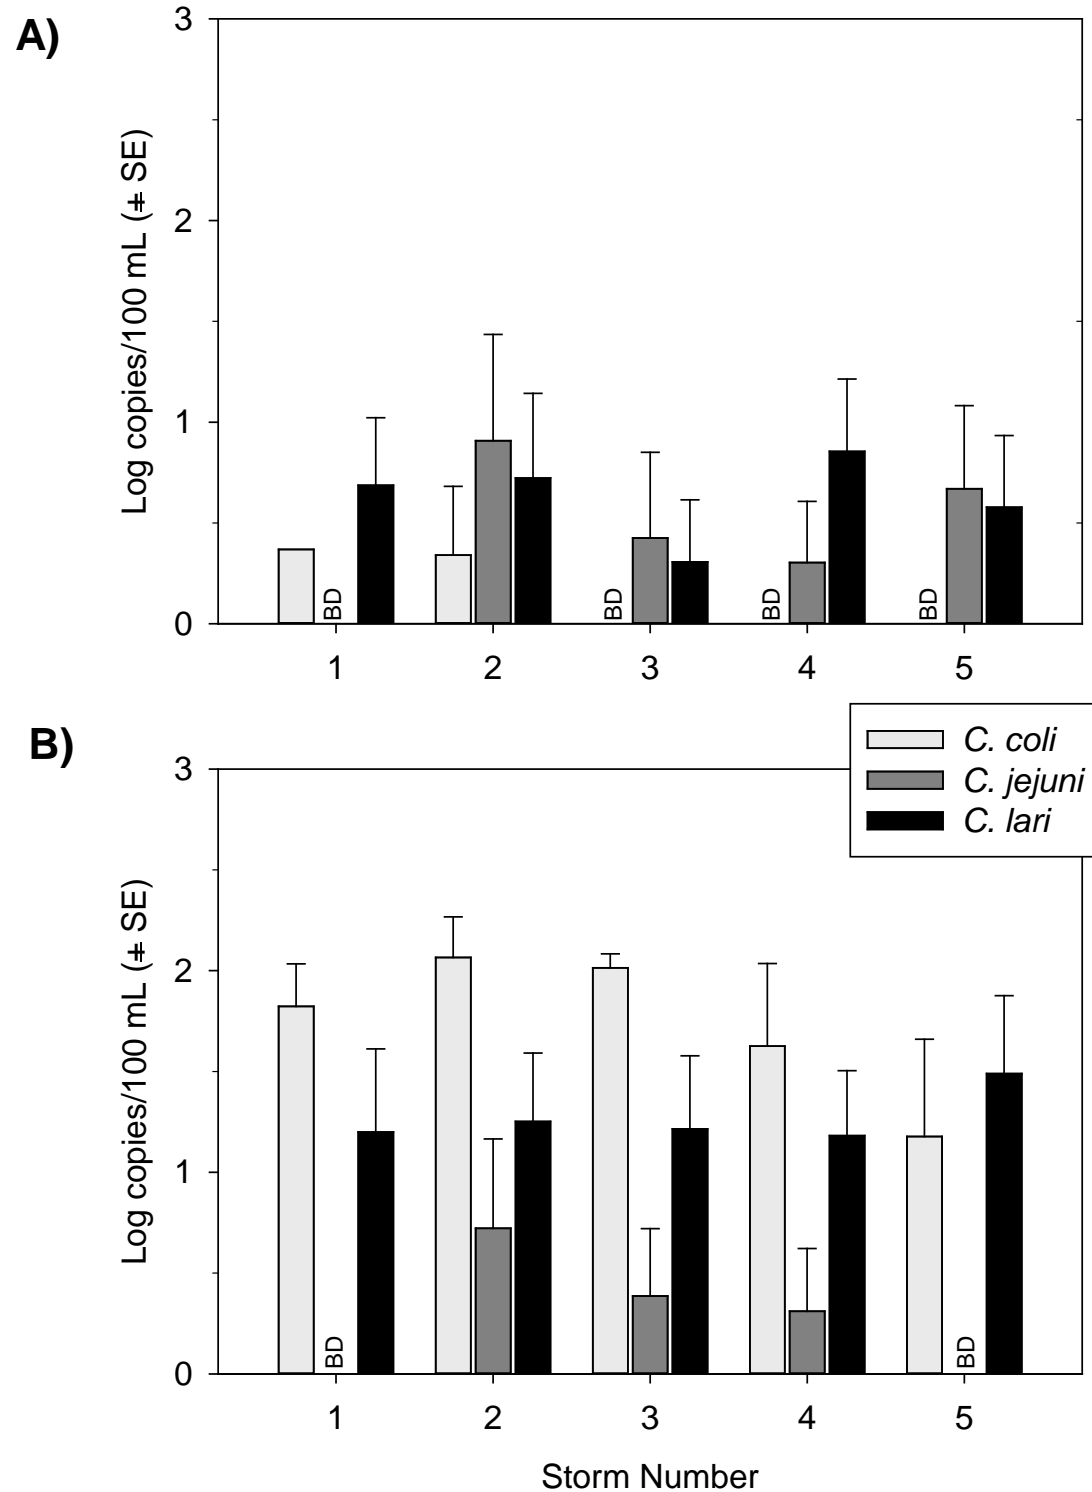 A)
Log copies/100 mL (± SE)
3
2
1
0
BD
BD
BD
BD
1
2
3
4
5
B)
C. coli
C. jejuni
C. lari
Log copies/100 mL (± SE)
3
2
1
0
BD
BD
1
2
3
4
5
Storm Number